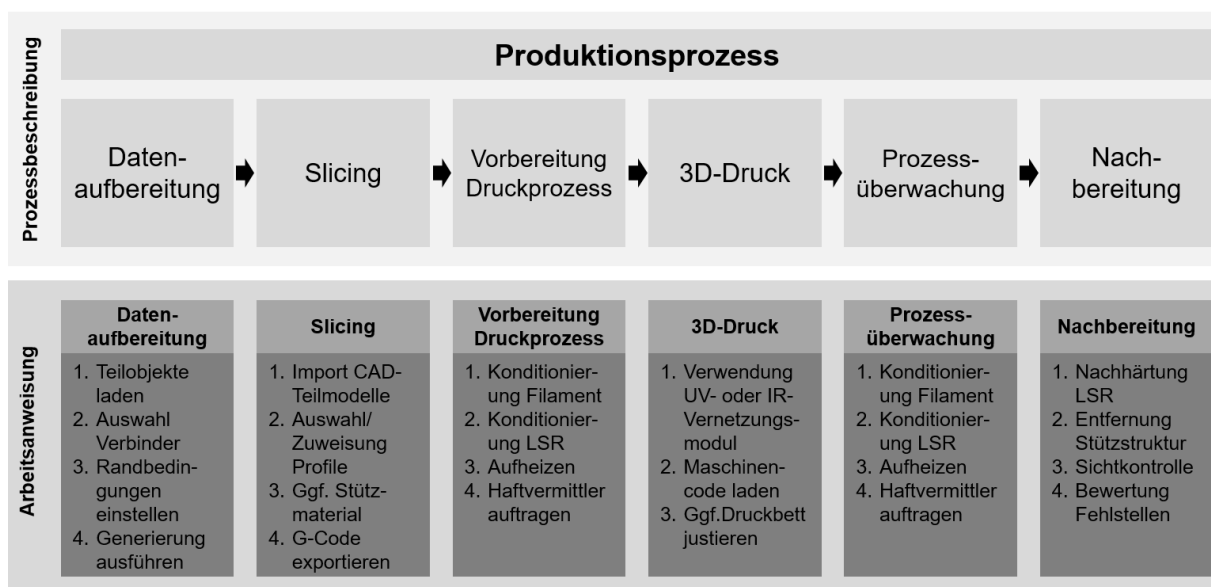 Prozessbeschreibung
Produktionsprozess
Daten-
aufbereitung
Slicing
Vorbereitung
Druckprozess
3D-Druck
Prozess-
überwachung
Nach-
bereitung
Arbeitsanweisung
Daten-
aufbereitung
1. Teilobjekte
laden
2. Auswahl
Verbinder
3. Randbedin-
gungen
einstellen
4. Generierung
ausführen
Slicing
1. Import CAD-
Teilmodelle
2. Auswahl/
Zuweisung
Profile
3. Ggf. Stütz-
material
4. G-Code
exportieren
Vorbereitung
Druckprozess
1. Konditionier-
ung Filament
2. Konditionier-
ung LSR
3. Aufheizen
4. Haftvermittler
auftragen
3D-Druck
1. Verwendung
UV- oder IR-
Vernetzungs-
modul
2. Maschinen-
code laden
3. Ggf.Druckbett
justieren
Prozess-
überwachung
1. Konditionier-
ung Filament
2. Konditionier-
ung LSR
3. Aufheizen
4. Haftvermittler
auftragen
Nachbereitung
1. Nachhärtung
LSR
2. Entfernung
Stützstruktur
3. Sichtkontrolle
4. Bewertung
Fehlstellen